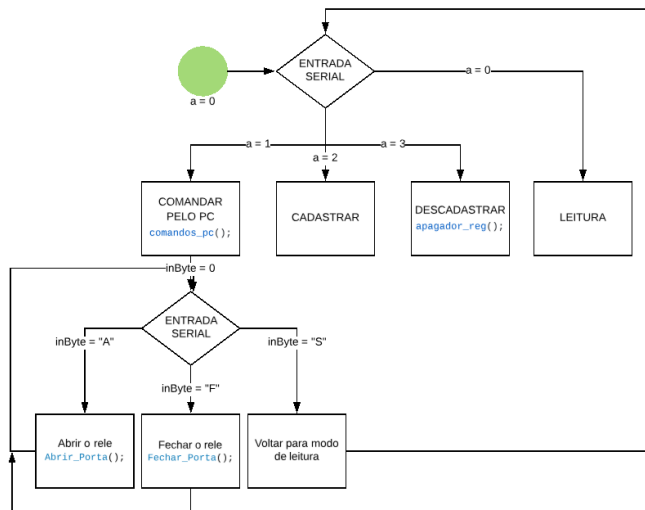 ENTRADA
SERIAL
a = 0
a = 0
a = 1
a = 2
a = 3
COMANDAR
PELO PC
comandos_pc();
CADASTRAR
DESCADASTRAR
apagador_reg();
LEITURA
inByte = 0
ENTRADA
SERIAL
inByte = "A"
inByte = "S"
inByte = "F"
Abrir o rele
Abrir_Porta();
Fechar o rele
Fechar_Porta();
Voltar para modo
de leitura